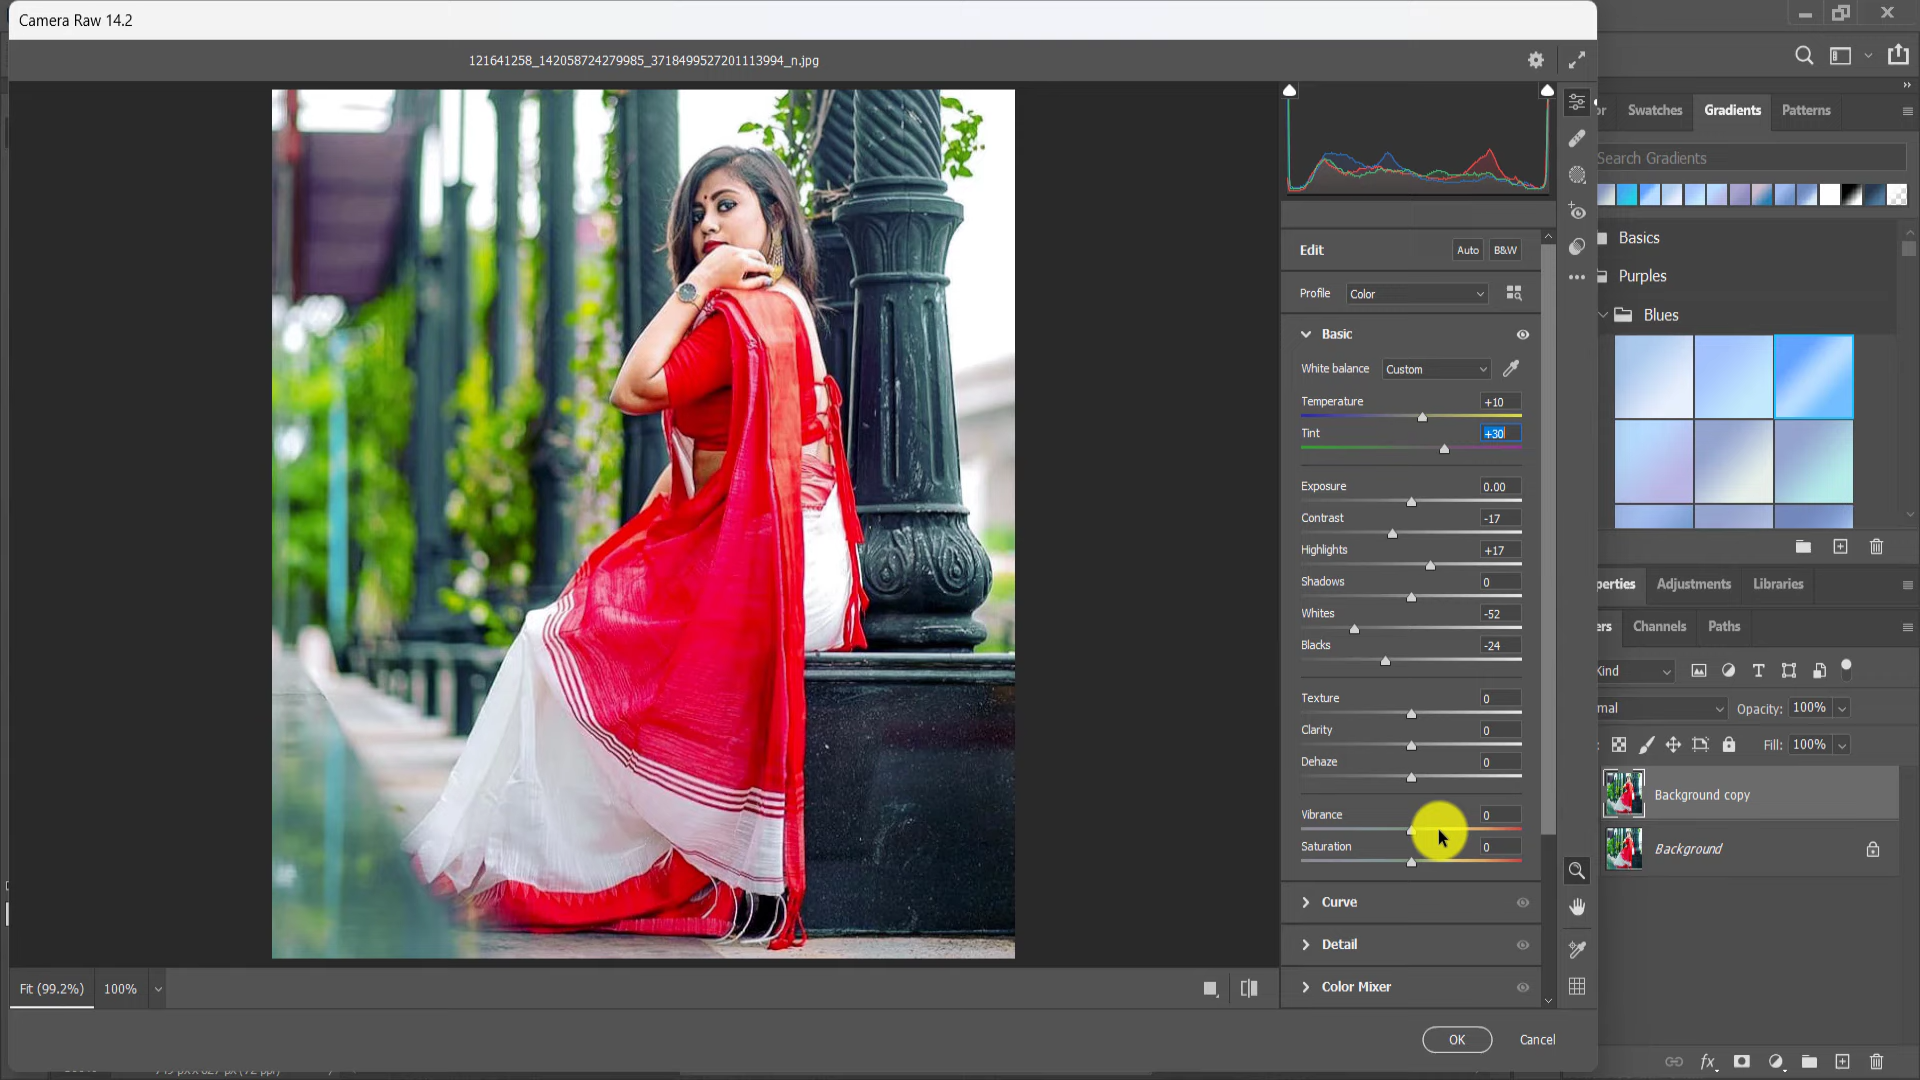 Camera Raw 14.2
121641258_142058724279985_3718499527201113994_n.jpg
Swatches
Gradients
Patterns
Search Gradients
Basics
Purples
Blues
Edit
Auto
B&W
Profile
Color
Basic
White balance
Custom
Temperature
+10
Tint
+30
Exposure
0.00
Contrast
-17
Highlights
+17
Shadows
0
Whites
-52
Blacks
-24
Texture
0
Clarity
0
Dehaze
0
Vibrance
0
Saturation
0
Curve
Detail
Color Mixer
perties
Adjustments
Libraries
ers
Channels
Paths
Kind
mal
Opacity:
100%
Fill:
100%
Background copy
Background
Fit (99.2%)
100%
OK
Cancel
fx